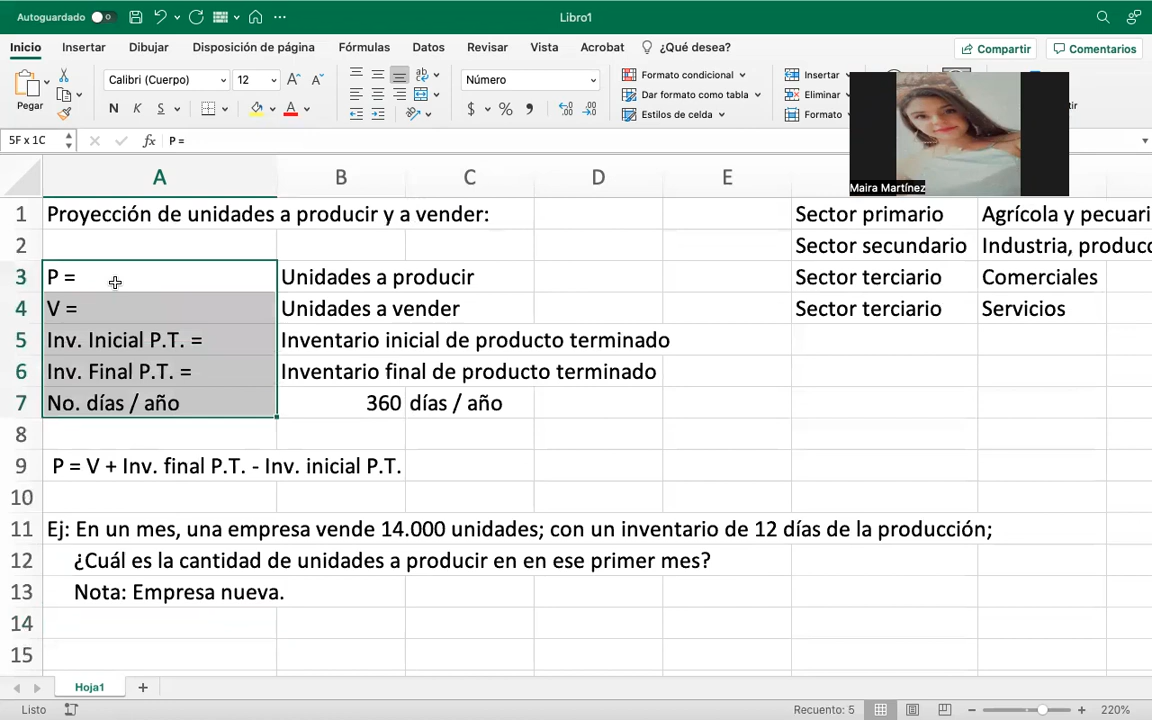 Autoguardado
Libro1
Inicio Insertar Dibujar Disposición de página Fórmulas Datos Revisar Vista Acrobat ¿Qué desea? Compartir Comentarios
Pegar
Calibri (Cuerpo) 12
N K S
Número
$ % 
Formato condicional
Dar formato como tabla
Estilos de celda
Insertar
Eliminar
Formato
Maira Martínez
5F x 1C fx P =
A B C D E
1 Proyección de unidades a producir y a vender: Sector primario Agrícola y pecuari
2 Sector secundario Industria, produc
3 P = Unidades a producir Sector terciario Comerciales
4 V = Unidades a vender Sector terciario Servicios
5 Inv. Inicial P.T. = Inventario inicial de producto terminado
6 Inv. Final P.T. = Inventario final de producto terminado
7 No. días / año 360 días / año
8
9 P = V + Inv. final P.T. - Inv. inicial P.T.
10
11 Ej: En un mes, una empresa vende 14.000 unidades; con un inventario de 12 días de la producción;
12 ¿Cuál es la cantidad de unidades a producir en en ese primer mes?
13 Nota: Empresa nueva.
14
15
Hoja1
Listo Recuento: 5 220%